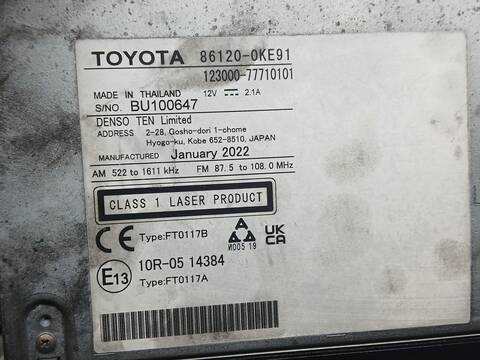 TOYOTA 86120-0KE91
123000-77710101
MADE IN THAILAND 12V ⎓ 2.1A
S/NO. BU100647
DENSO TEN Limited
ADDRESS 2-28, Gosho-dori 1-chome
Hyogo-ku, Kobe 652-8510, JAPAN
MANUFACTURED January 2022
AM 522 to 1611 kHz FM 87.5 to 108.0 MHz
CLASS 1 LASER PRODUCT
CE Type:FT0117B
N005 19
UK
CA
E13 10R-05 14384
Type:FT0117A